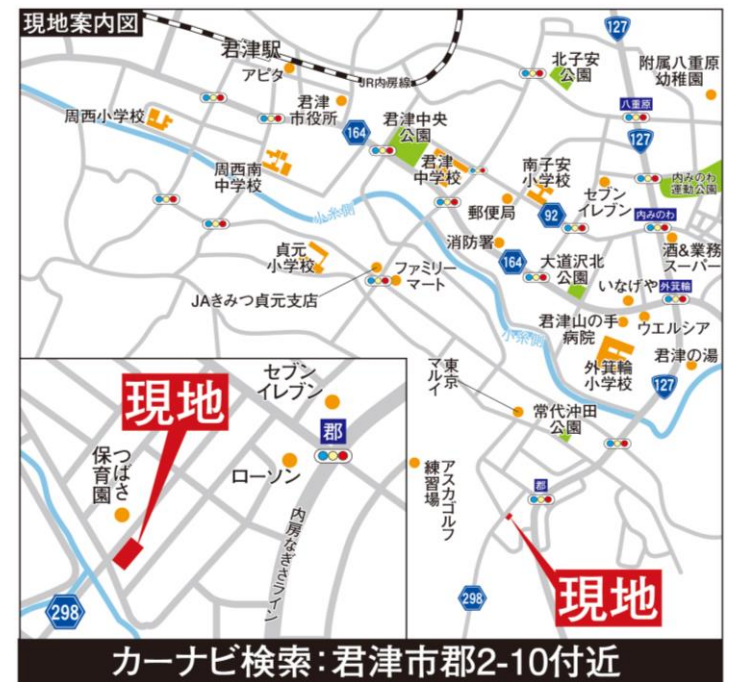 現地案内図
君津駅
アピタ
JR内房線
127
北子安
公園
附属八重原
幼稚園
君津
市役所
164
君津中央
公園
八重原
127
周西小学校
周西南
中学校
君津
中学校
南子安
小学校
内みのわ
運動公園
セブン
イレブン
内みのわ
郵便局
92
小糸側
消防署
164
大道沢北
公園
酒&業務
スーパー
貞元
小学校
ファミリー
マート
いなげや
外箕輪
JAきみつ貞元支店
君津山の手
病院
ウエルシア
小糸側
外箕輪
小学校
君津の湯
127
東京
マルイ
常代沖田
公園
アスカゴルフ
練習場
郡
298
現地
セブン
イレブン
現地
郡
つばさ
保育園
ローソン
内房なぎさライン
298
カーナビ検索:君津市郡2-10付近